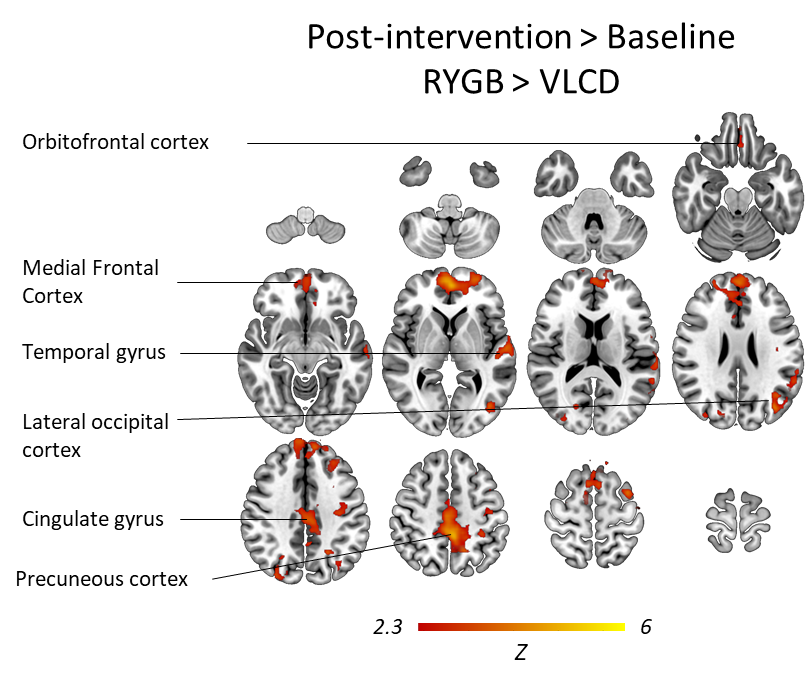 Post-intervention > Baseline
RYGB > VLCD
Orbitofrontal cortex
Medial Frontal
Cortex
Temporal gyrus
Lateral occipital
cortex
Cingulate gyrus
Precuneous cortex
2.3
6
Z